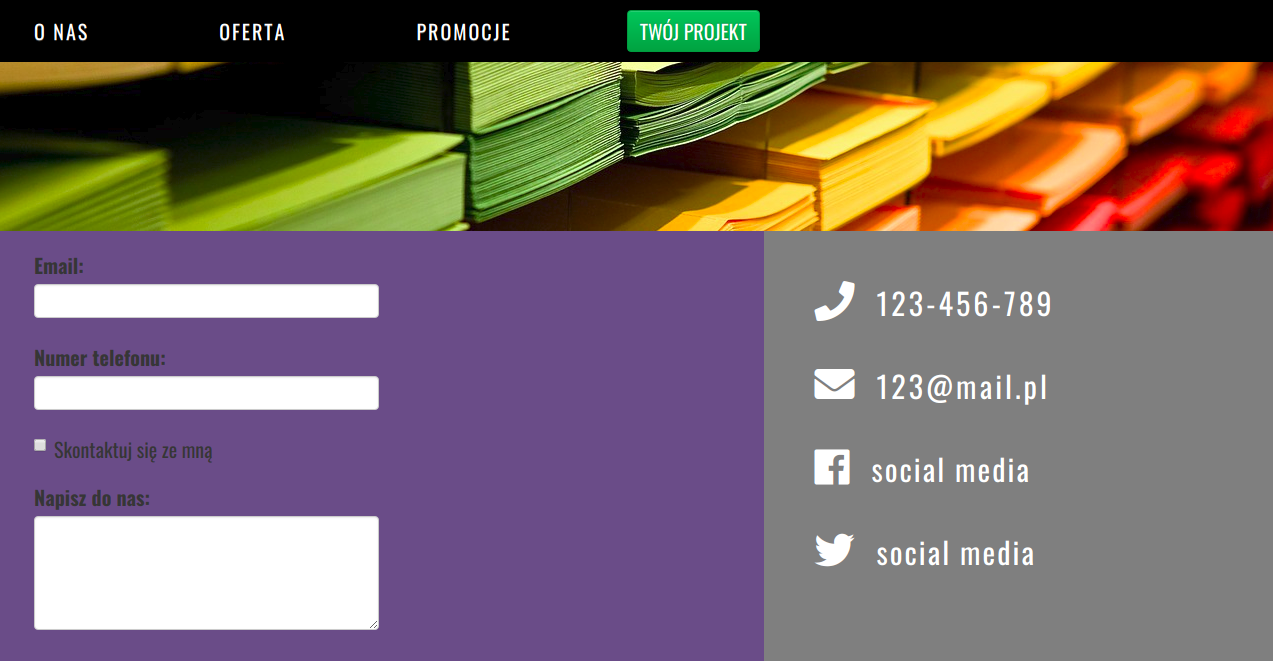 O NAS
OFERTA
PROMOCJE
TWÓJ PROJEKT
Email:
Numer telefonu:
Skontaktuj się ze mną
Napisz do nas:
123-456-789
123@mail.pl
social media
social media